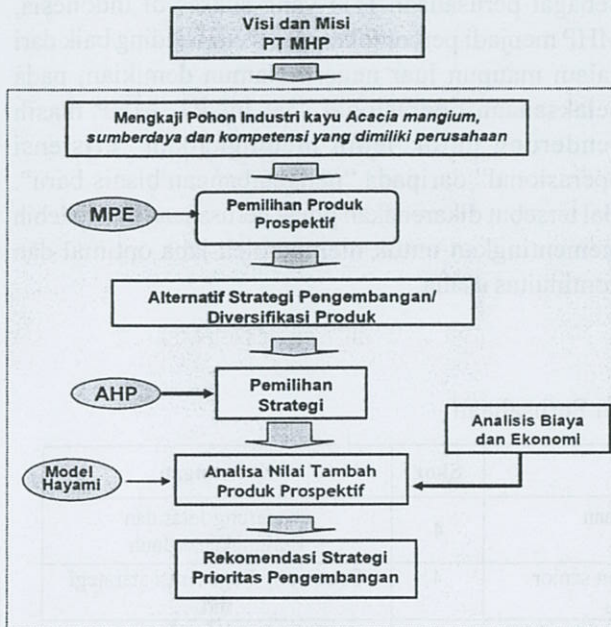 Visi dan Misi
PT MHP
Mengkaji Pohon Industri kayu Acacia mangium,
sumberdaya dan kompetensi yang dimiliki perusahaan
MPE
Pemilihan Produk
Prospektif
Alternatif Strategi Pengembangan/
Diversifikasi Produk
AHP
Pemilihan
Strategi
Analisis Biaya
dan Ekonomi
Model
Hayami
Analisa Nilai Tambah
Produk Prospektif
Rekomendasi Strategi
Prioritas Pengembangan